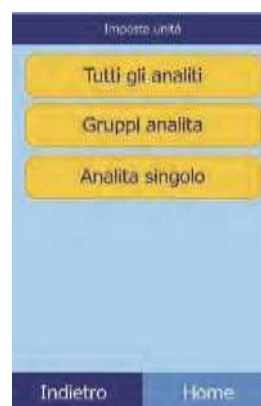 Imposta unità
Tutti gli analiti
Gruppi analita
Analita singolo
Indietro Home